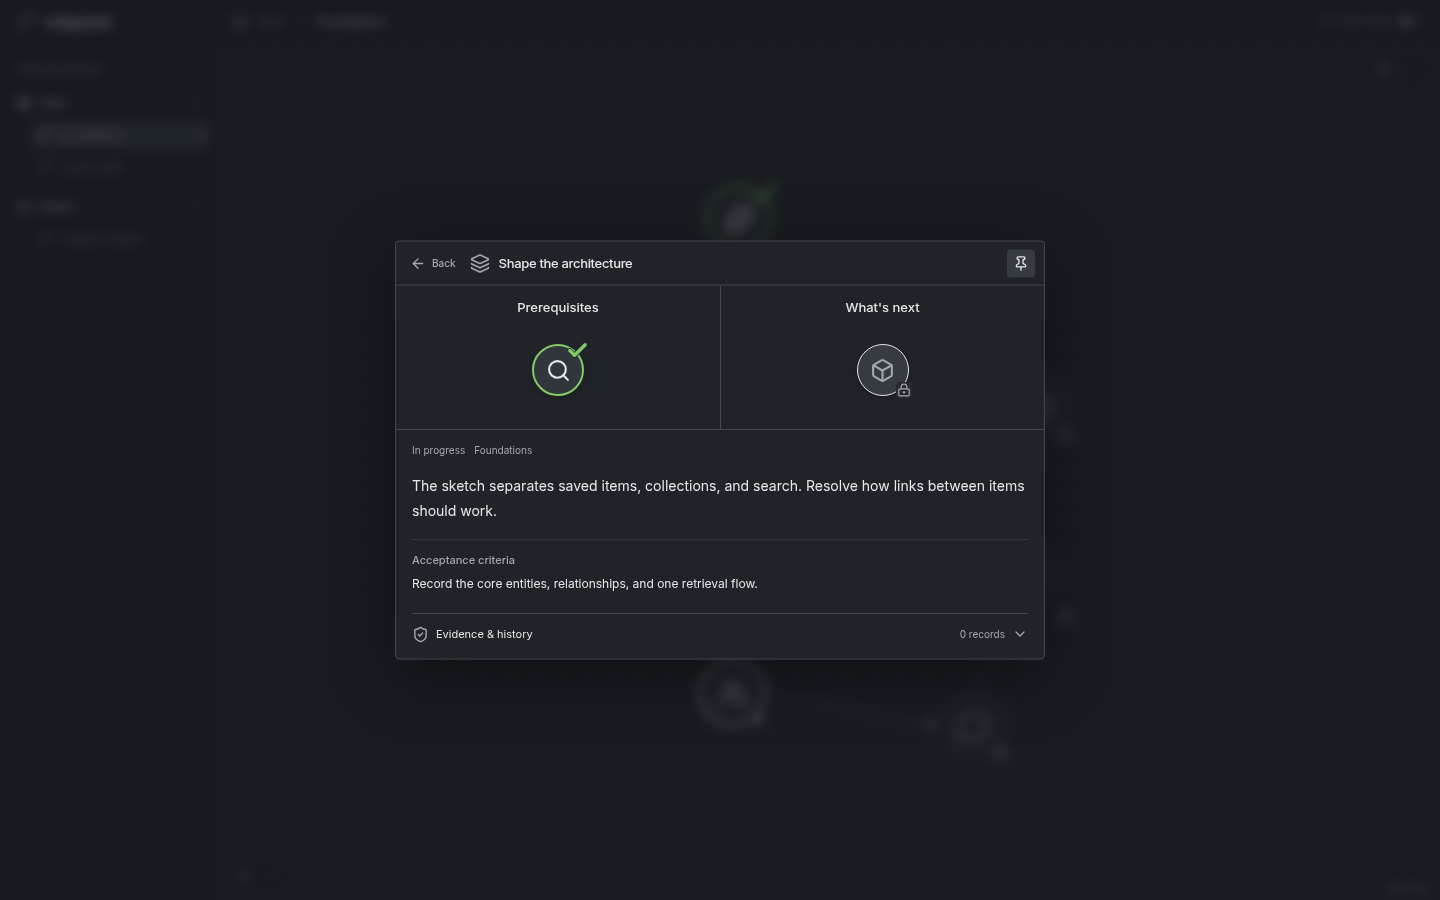 Back
Shape the architecture
Prerequisites
What's next
In progress Foundations
The sketch separates saved items, collections, and search. Resolve how links between items
should work.
Acceptance criteria
Record the core entities, relationships, and one retrieval flow.
Evidence & history
0 records